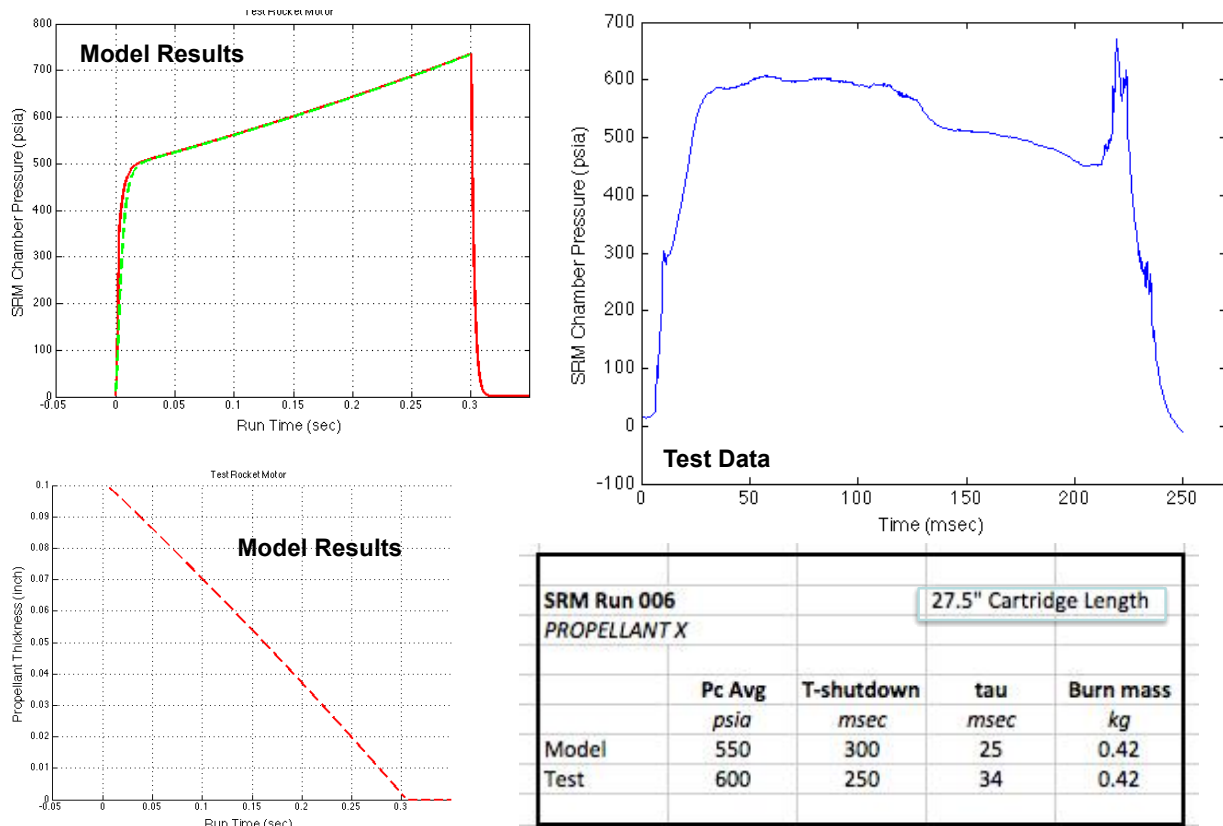 Test Rocket Motor
Model Results
SRM Chamber Pressure (psia)
800
700
600
500
400
300
200
100
0
-0.05 0 0.05 0.1 0.15 0.2 0.25 0.3
Run Time (sec)
SRM Chamber Pressure (psia)
700
600
500
400
300
200
100
0
-100
Test Data
0 50 100 150 200 250
Time (msec)
Test Rocket Motor
Model Results
Propellant Thickness (inch)
0.1
0.09
0.08
0.07
0.06
0.05
0.04
0.03
0.02
0.01
0
-0.05 0 0.05 0.1 0.15 0.2 0.25 0.3
Run Time (sec)
SRM Run 006 27.5" Cartridge Length
PROPELLANT X
Pc Avg T-shutdown tau Burn mass
psia msec msec kg
Model 550 300 25 0.42
Test 600 250 34 0.42